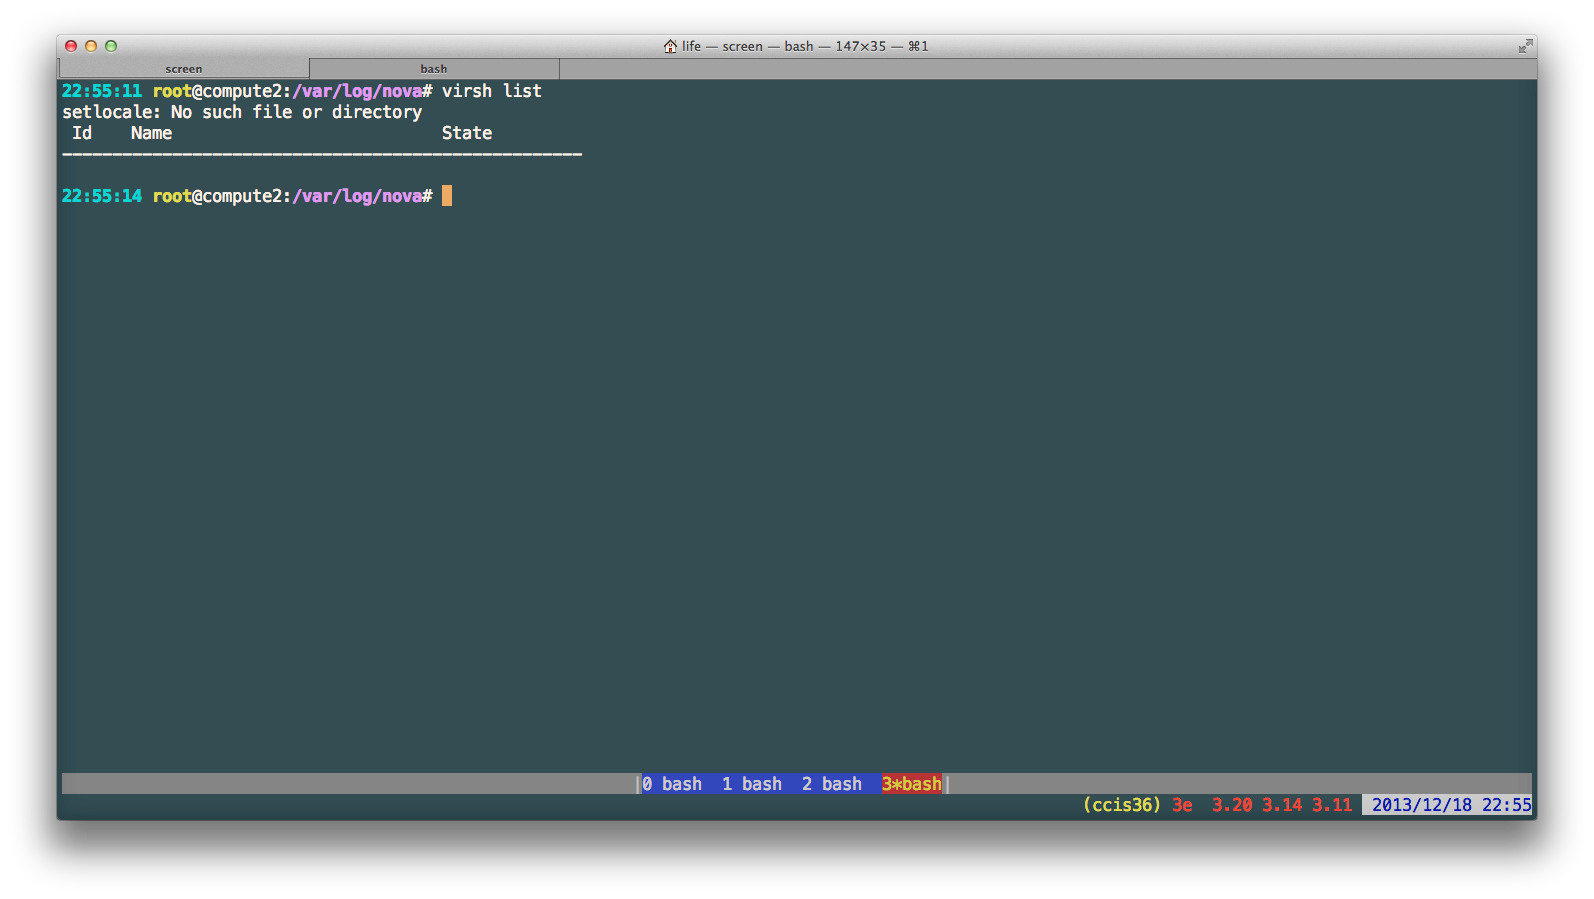 life — screen — bash — 147×35 — ⌘1
screen bash
22:55:11 root@compute2:/var/log/nova# virsh list
setlocale: No such file or directory
 Id    Name                           State
----------------------------------------------------

22:55:14 root@compute2:/var/log/nova#
|0 bash  1 bash  2 bash  3*bash|
(ccis36) 3e  3.20 3.14 3.11  2013/12/18 22:55